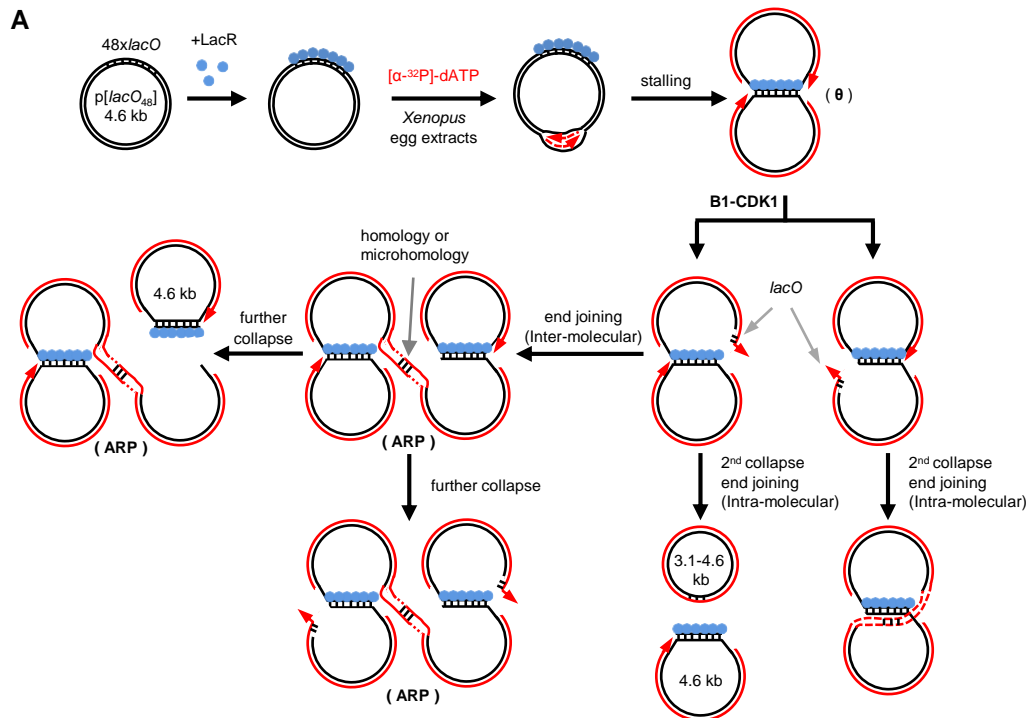 A
48xlacO
+LacR
p[lacO48]
4.6 kb
[α-32P]-dATP
Xenopus
egg extracts
stalling
( θ )
B1-CDK1
homology or
microhomology
lacO
4.6 kb
further
collapse
end joining
(Inter-molecular)
( ARP )
( ARP )
further collapse
2nd collapse
end joining
(Intra-molecular)
2nd collapse
end joining
(Intra-molecular)
3.1-4.6
kb
4.6 kb
( ARP )